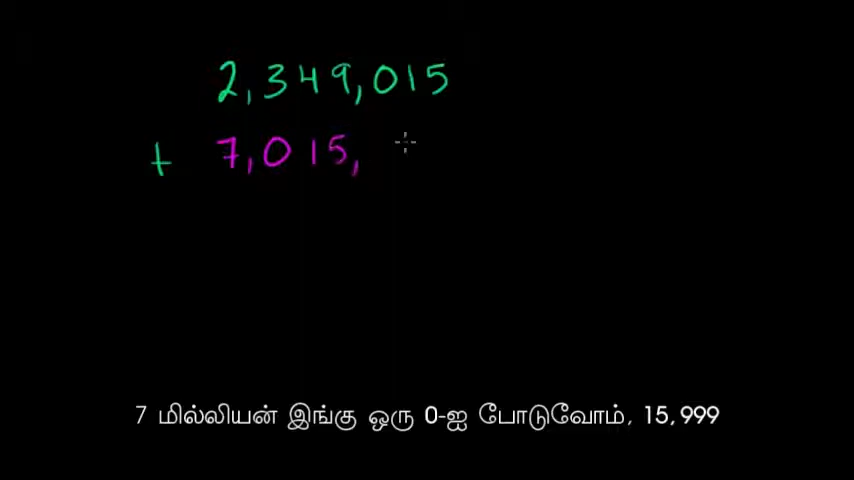 2,349,015
+ 7,015,
7 மில்லியன் இங்கு ஒரு 0-ஐ போடுவோம், 15,999